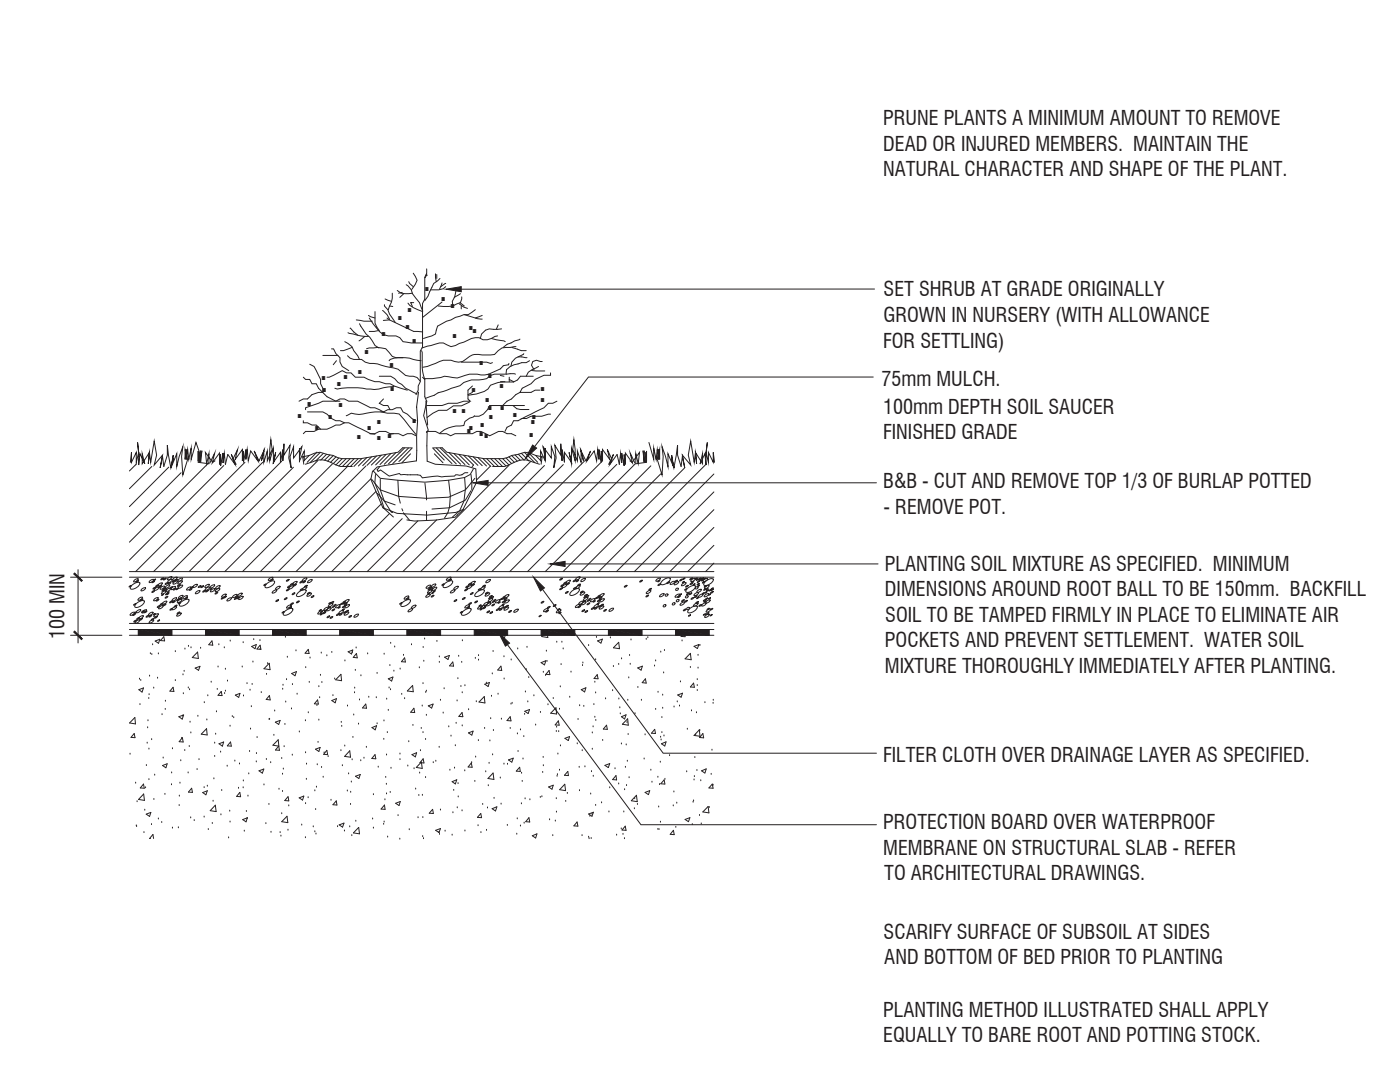 PRUNE PLANTS A MINIMUM AMOUNT TO REMOVE
DEAD OR INJURED MEMBERS.  MAINTAIN THE
NATURAL CHARACTER AND SHAPE OF THE PLANT.
SET SHRUB AT GRADE ORIGINALLY
GROWN IN NURSERY (WITH ALLOWANCE
FOR SETTLING)
75mm MULCH.
100mm DEPTH SOIL SAUCER
FINISHED GRADE
B&B - CUT AND REMOVE TOP 1/3 OF BURLAP POTTED
- REMOVE POT.
PLANTING SOIL MIXTURE AS SPECIFIED.  MINIMUM
DIMENSIONS AROUND ROOT BALL TO BE 150mm.  BACKFILL
SOIL TO BE TAMPED FIRMLY IN PLACE TO ELIMINATE AIR
POCKETS AND PREVENT SETTLEMENT.  WATER SOIL
MIXTURE THOROUGHLY IMMEDIATELY AFTER PLANTING.
100 MIN
FILTER CLOTH OVER DRAINAGE LAYER AS SPECIFIED.
PROTECTION BOARD OVER WATERPROOF
MEMBRANE ON STRUCTURAL SLAB - REFER
TO ARCHITECTURAL DRAWINGS.
SCARIFY SURFACE OF SUBSOIL AT SIDES
AND BOTTOM OF BED PRIOR TO PLANTING
PLANTING METHOD ILLUSTRATED SHALL APPLY
EQUALLY TO BARE ROOT AND POTTING STOCK.